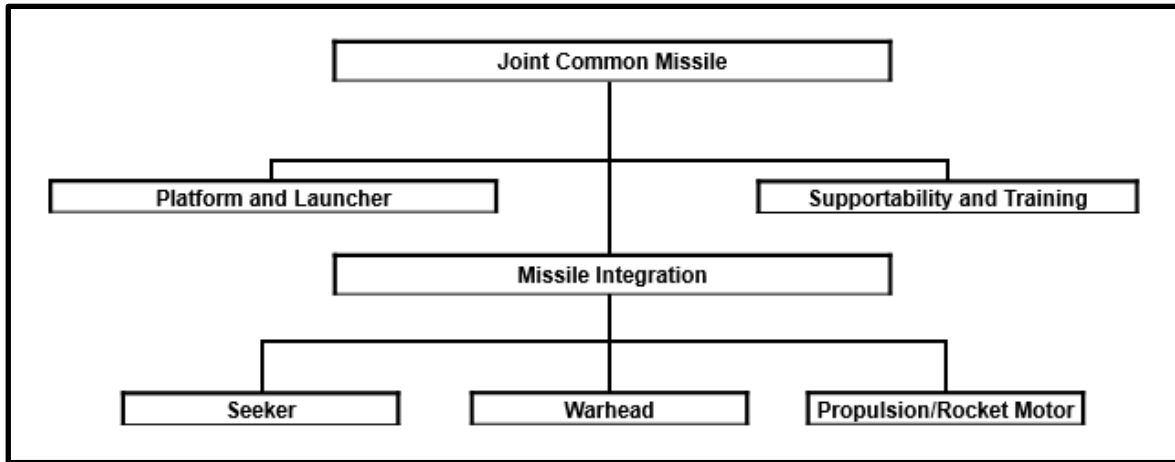 Joint Common Missile
Platform and Launcher
Supportability and Training
Missile Integration
Seeker
Warhead
Propulsion/Rocket Motor